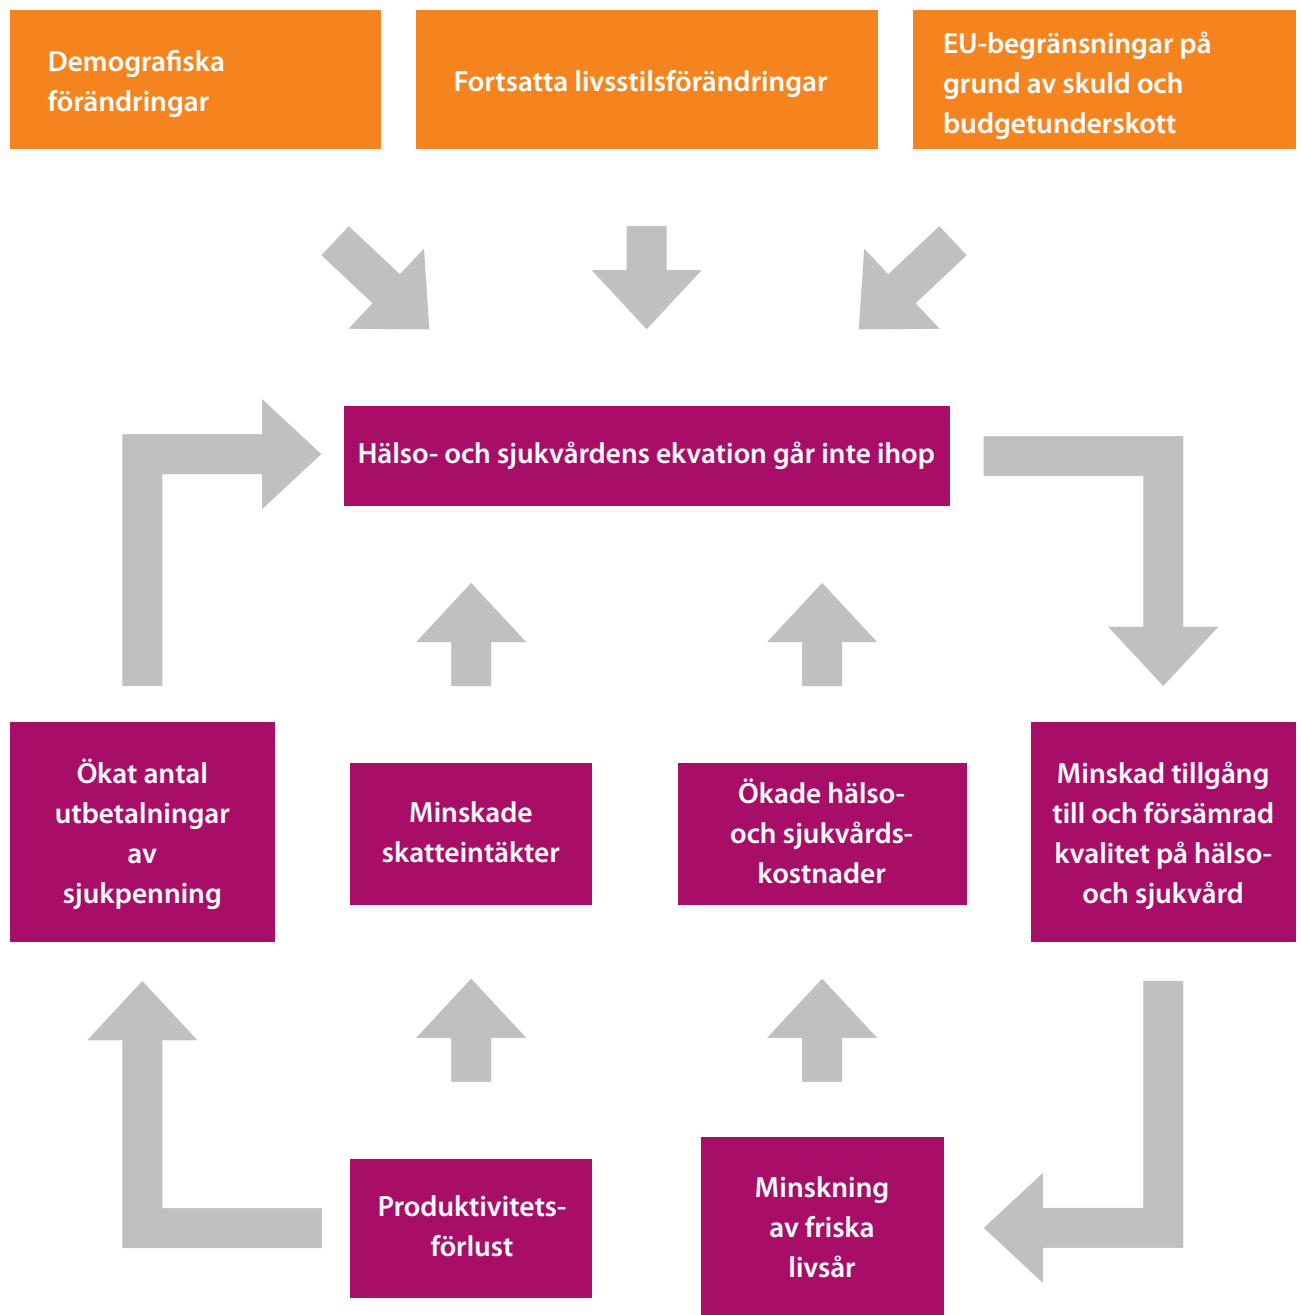 Demografiska
förändringar
Fortsatta livsstilsförändringar
EU-begränsningar på
grund av skuld och
budgetunderskott
Hälso- och sjukvårdens ekvation går inte ihop
Ökat antal
utbetalningar
av
sjukpenning
Minskade
skatteintäkter
Ökade hälso-
och sjukvårds-
kostnader
Minskad tillgång
till och försämrad
kvalitet på hälso-
och sjukvård
Produktivitets-
förlust
Minskning
av friska
livsår